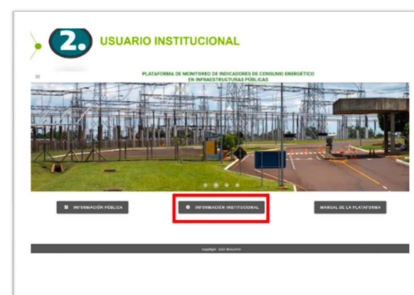 2.
USUARIO INSTITUCIONAL
PLATAFORMA DE MONITOREO DE INDICADORES DE CONSUMO ENERGÉTICO
EN INFRAESTRUCTURAS PÚBLICAS
INFORMACIÓN PÚBLICA
INFORMACIÓN INSTITUCIONAL
MANUAL DE LA PLATAFORMA